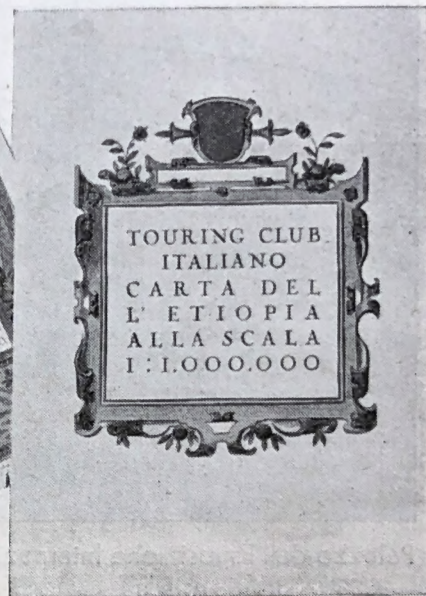 TOURING CLUB
ITALIANO
CARTA DEL
L' ETIOPIA
ALLA SCALA
1:1.000.000